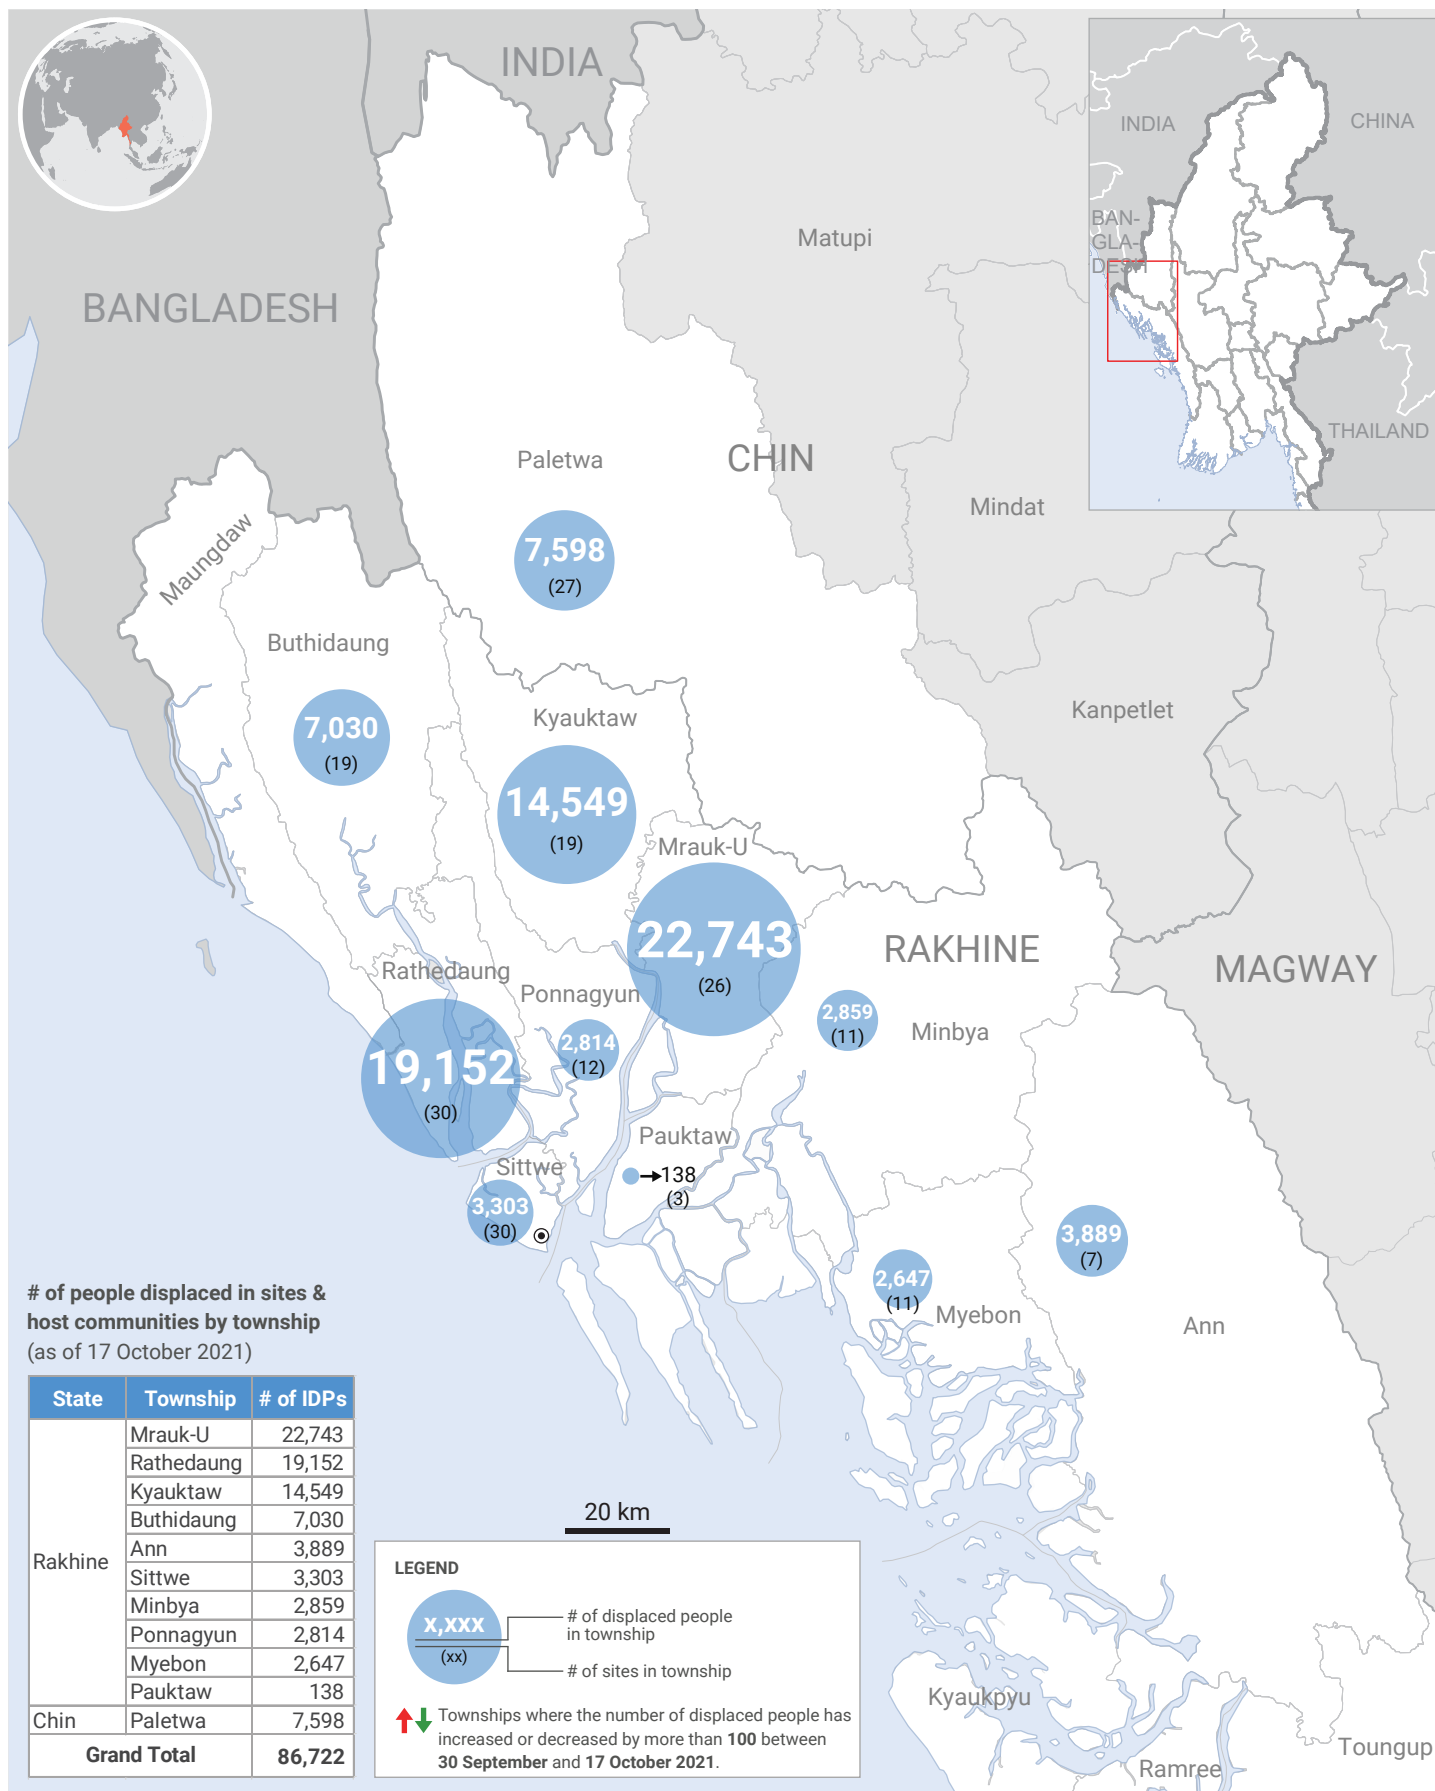 INDIA
INDIA
CHINA
BAN-
GLA-
DESH
THAILAND
BANGLADESH
Matupi
CHIN
Paletwa
7,598
(27)
Mindat
Maungdaw
Buthidaung
7,030
(19)
Kyauktaw
14,549
(19)
Kanpetlet
Mrauk-U
22,743
(26)
RAKHINE
MAGWAY
Rathedaung
19,152
(30)
Ponnagyun
2,814
(12)
2,859
(11)
Minbya
Pauktaw
138
(3)
Sittwe
3,303
(30)
3,889
(7)
2,647
(11)
Myebon
Ann
# of people displaced in sites &
host communities by township
(as of 17 October 2021)
State Township # of IDPs
Rakhine
Mrauk-U 22,743
Rathedaung 19,152
Kyauktaw 14,549
Buthidaung 7,030
Ann 3,889
Sittwe 3,303
Minbya 2,859
Ponnagyun 2,814
Myebon 2,647
Pauktaw 138
Chin Paletwa 7,598
Grand Total 86,722
20 km
LEGEND
x,xxx
(xx)
# of displaced people
in township
# of sites in township
Townships where the number of displaced people has
increased or decreased by more than 100 between
30 September and 17 October 2021.
Kyaukpyu
Ramree
Toungup